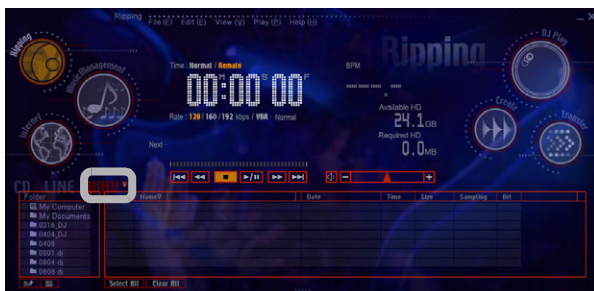 Ripping
File(F) Edit(E) View(V) Play(P) Help(H)
Ripping
Ripping
DJ Play
MusicManagement
Internet
Create
Transfer
Time : Normal / Remain
M S F
00:00 00
BPM
Rate : 128 / 160 / 192 kbps / VBR - Normal
Available HD
24.1GB
Required HD
0.0MB
Next -
CD LINE WAV
Folder
Name Date Time Size Sampling Bit
My Computer
My Documents
0316_DJ
0404_DJ
0408
0801 dj
0804 dj
0808 dj
Select All Clear All